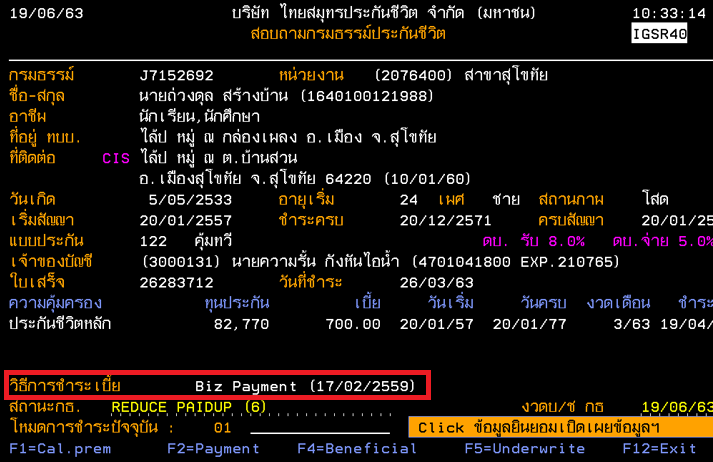 19/06/63 บริษัท ไทยสมุทรประกันชีวิต จำกัด (มหาชน) 10:33:14
สอบถามกรมธรรม์ประกันชีวิต IGSR40
กรมธรรม์ J7152692 หน่วยงาน (2076400) สาขาสุโขทัย
ชื่อ-สกุล นายถ่วงดุล สร้างบ้าน (1640100121988)
อาชีพ นักเรียน,นักศึกษา
ที่อยู่ ทบบ. ไล้ป หมู่ ณ กล่องเพลง อ.เมือง จ.สุโขทัย
ที่ติดต่อ CIS ไล้ป หมู่ ณ ต.บ้านสวน
อ.เมืองสุโขทัย จ.สุโขทัย 64220 (10/01/60)
วันเกิด 5/05/2533 อายุเริ่ม 24 เพศ ชาย สถานภาพ โสด
เริ่มสัญญา 20/01/2557 ชำระครบ 20/12/2571 ครบสัญญา 20/01/25
แบบประกัน 122 คุ้มทวี ดบ. รับ 8.0% ดบ.จ่าย 5.0%
เจ้าของบัญชี (3000131) นายความรั้น กังหันไอน้ำ (4701041800 EXP.210765)
ใบเสร็จ 26283712 วันที่ชำระ 26/03/63
ความคุ้มครอง ทุนประกัน เบี้ย วันเริ่ม วันครบ งวดเดือน ชำระ
ประกันชีวิตหลัก 82,770 700.00 20/01/57 20/01/77 3/63 19/04/
วิธีการชำระเบี้ย Biz Payment (17/02/2559)
สถานะกธ. REDUCE PAIDUP (6) งวดบ/ช กธ 19/06/63
โหมดการชำระปัจจุบัน : 01 Click ข้อมูลยินยอมเปิดเผยข้อมูลฯ
F1=Cal.prem F2=Payment F4=Beneficial F5=Underwrite F12=Exit